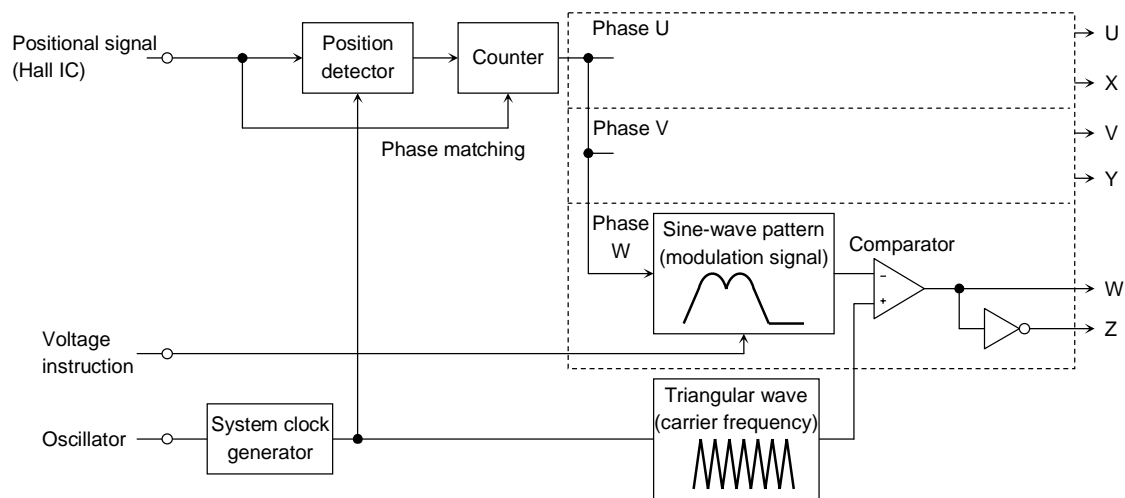 Positional signal
(Hall IC)
Position
detector
Counter
Phase matching
Phase U
U
X
Phase V
V
Y
Phase
W
Sine-wave pattern
(modulation signal)
Comparator
−
+
W
Z
Voltage
instruction
Oscillator
System clock
generator
Triangular wave
(carrier frequency)